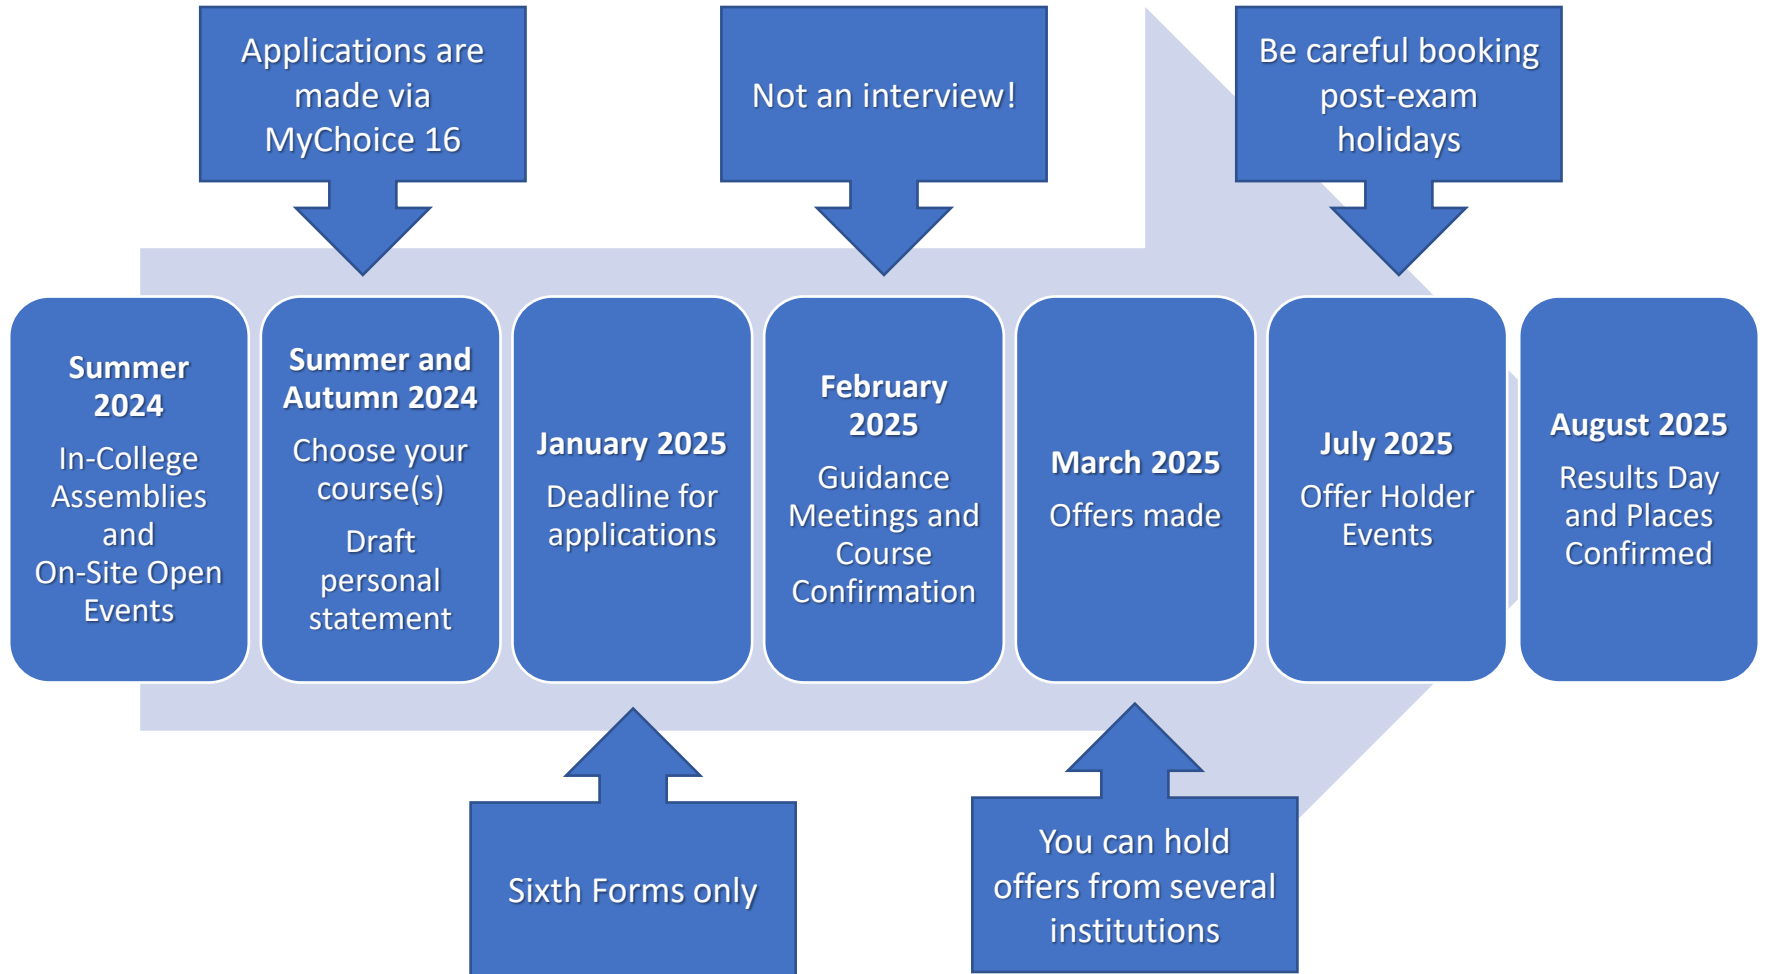 Applications are
made via
MyChoice 16
Not an interview!
Be careful booking
post-exam
holidays
Summer
2024
In-College
Assemblies
and
On-Site Open
Events
Summer and
Autumn 2024
Choose your
course(s)
Draft
personal
statement
January 2025
Deadline for
applications
February
2025
Guidance
Meetings and
Course
Confirmation
March 2025
Offers made
July 2025
Offer Holder
Events
August 2025
Results Day
and Places
Confirmed
Sixth Forms only
You can hold
offers from several
institutions